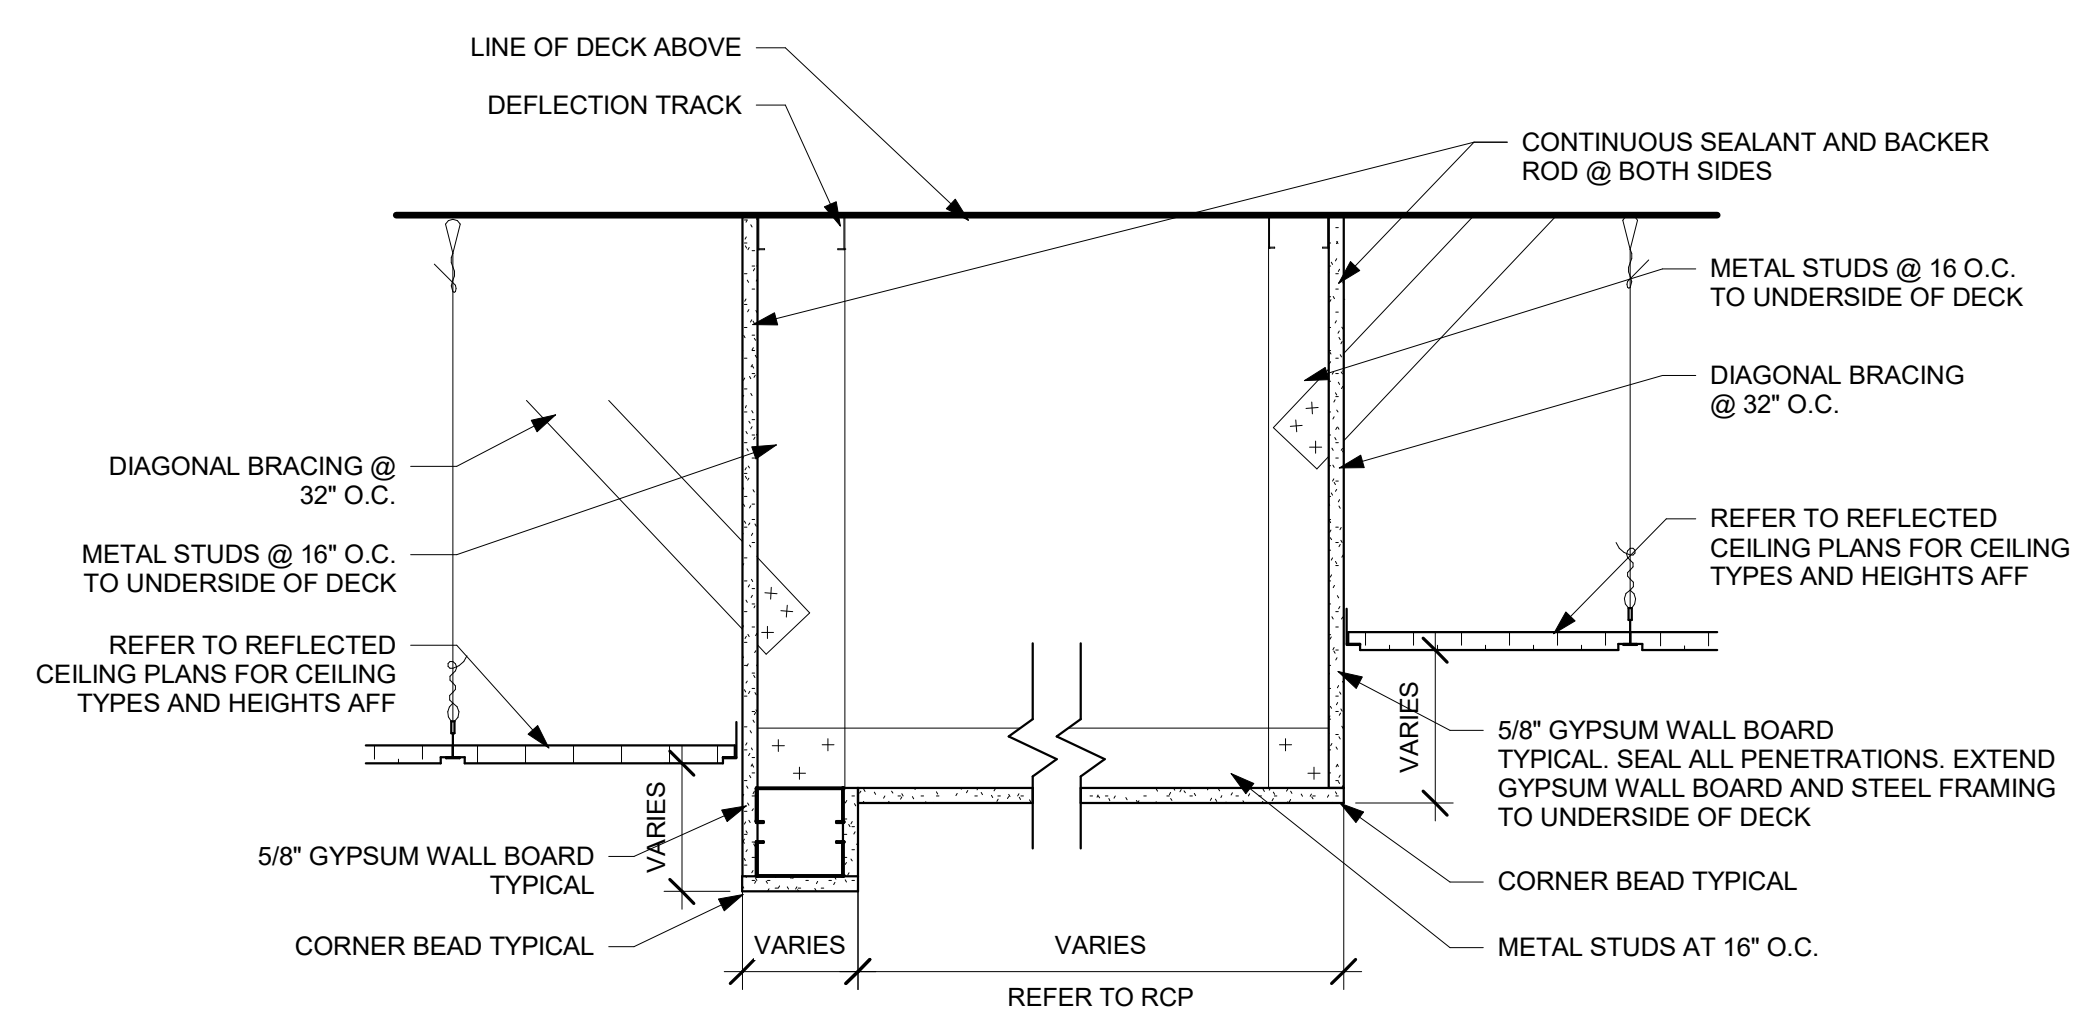 LINE OF DECK ABOVE
DEFLECTION TRACK
CONTINUOUS SEALANT AND BACKER
ROD @ BOTH SIDES
METAL STUDS @ 16 O.C.
TO UNDERSIDE OF DECK
DIAGONAL BRACING
@ 32" O.C.
DIAGONAL BRACING @
32" O.C.
METAL STUDS @ 16" O.C.
TO UNDERSIDE OF DECK
REFER TO REFLECTED
CEILING PLANS FOR CEILING
TYPES AND HEIGHTS AFF
REFER TO REFLECTED
CEILING PLANS FOR CEILING
TYPES AND HEIGHTS AFF
VARIES
5/8" GYPSUM WALL BOARD
TYPICAL. SEAL ALL PENETRATIONS. EXTEND
GYPSUM WALL BOARD AND STEEL FRAMING
TO UNDERSIDE OF DECK
VARIES
5/8" GYPSUM WALL BOARD
TYPICAL
CORNER BEAD TYPICAL
CORNER BEAD TYPICAL
VARIES
VARIES
METAL STUDS AT 16" O.C.
REFER TO RCP